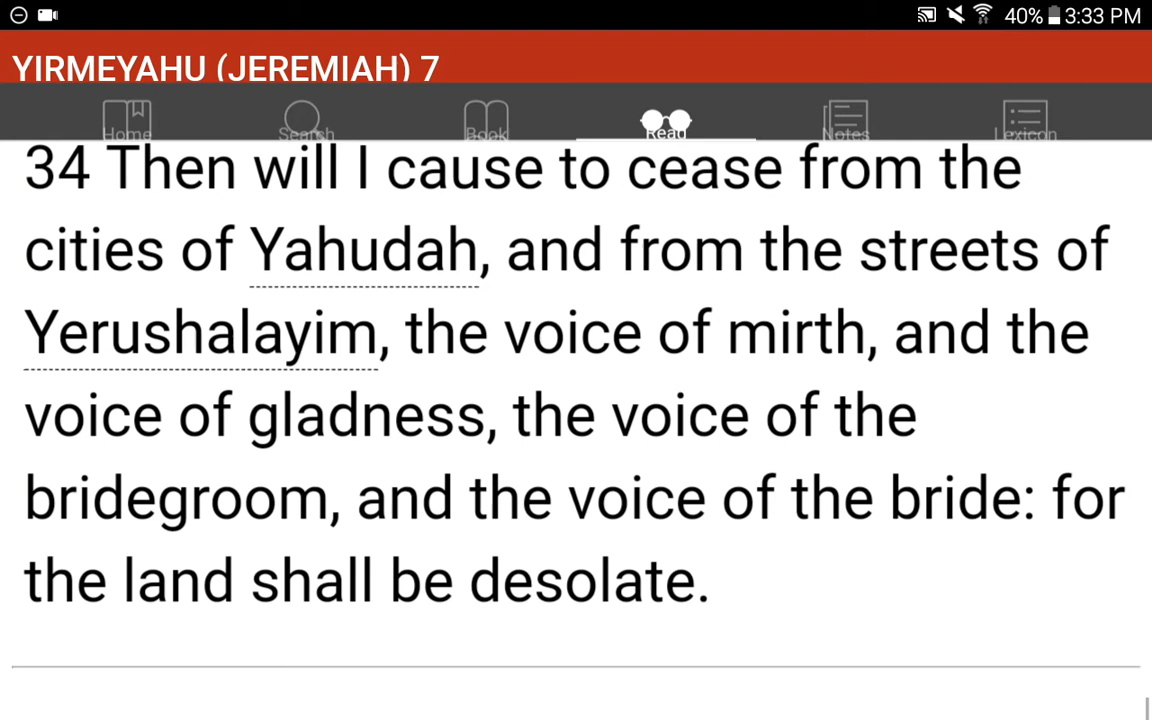 40% 3:33 PM
YIRMEYAHU (JEREMIAH) 7
Home Search Book Read Notes Lexicon
34 Then will I cause to cease from the
cities of Yahudah, and from the streets of
Yerushalayim, the voice of mirth, and the
voice of gladness, the voice of the
bridegroom, and the voice of the bride: for
the land shall be desolate.